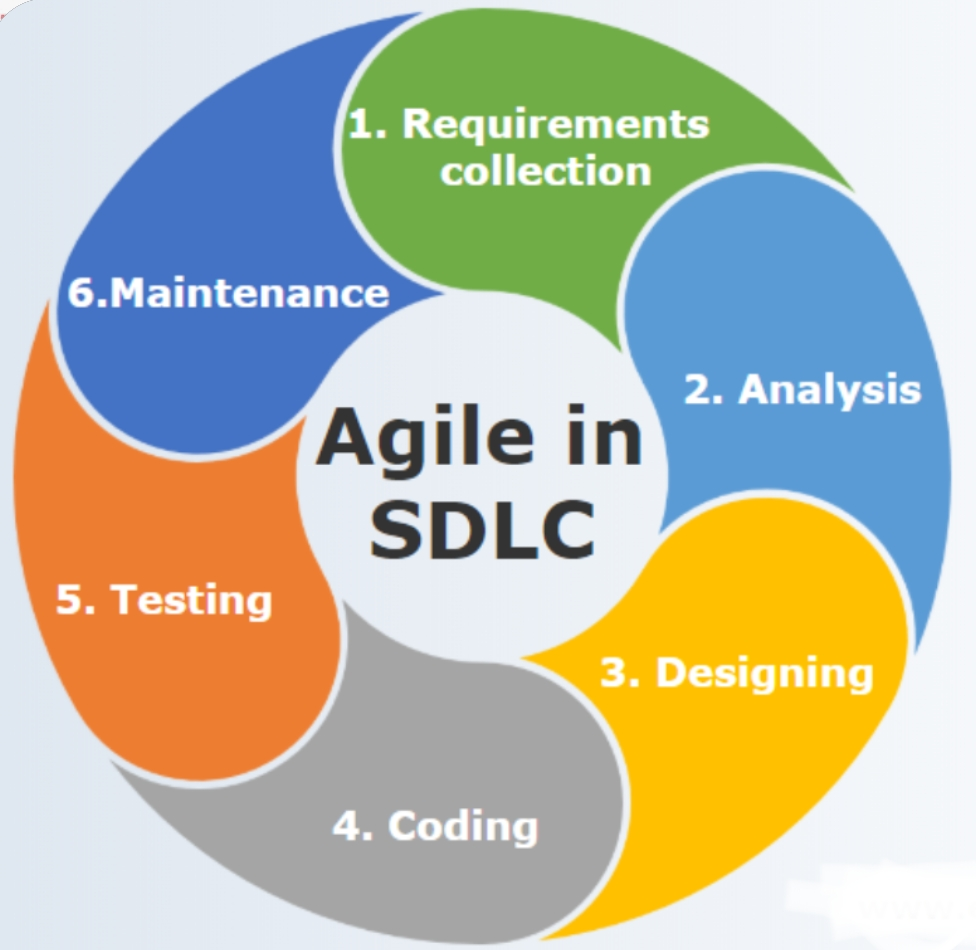 1. Requirements
collection
2. Analysis
3. Designing
4. Coding
5. Testing
6.Maintenance
Agile in
SDLC